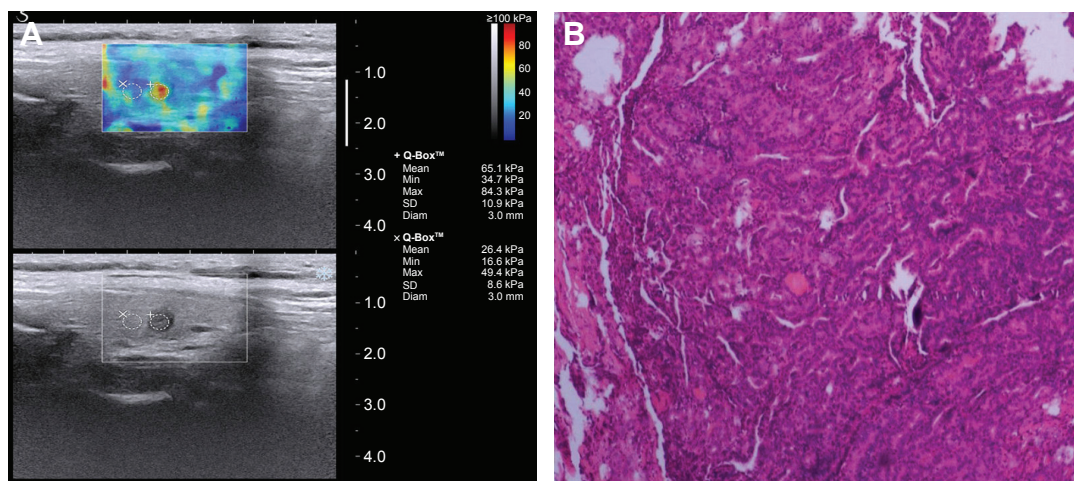 A
≥100 kPa
80
60
40
20
1.0
2.0
3.0
4.0
+ Q-Box™
Mean 65.1 kPa
Min 34.7 kPa
Max 84.3 kPa
SD 10.9 kPa
Diam 3.0 mm
× Q-Box™
Mean 26.4 kPa
Min 16.6 kPa
Max 49.4 kPa
SD 8.6 kPa
Diam 3.0 mm
1.0
2.0
3.0
4.0
B